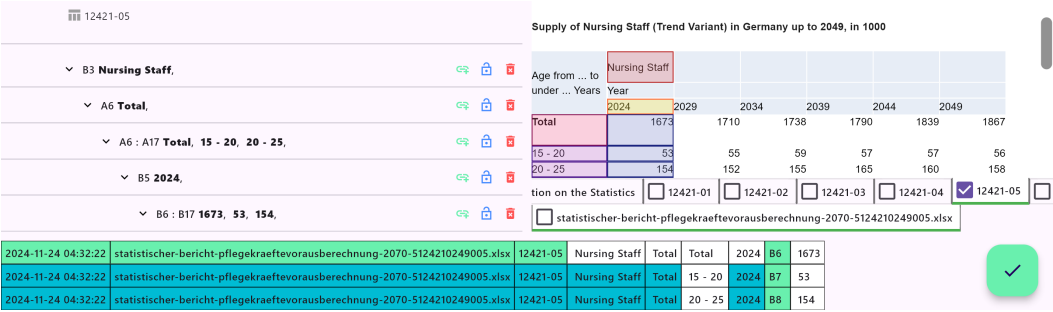 12421-05
B3 Nursing Staff,
A6 Total,
A6 : A17 Total, 15 - 20, 20 - 25,
B5 2024,
B6 : B17 1673, 53, 154,
Supply of Nursing Staff (Trend Variant) in Germany up to 2049, in 1000
Age from ... to
under ... Years
Nursing Staff
Year
2024 2029 2034 2039 2044 2049
Total 1673 1710 1738 1790 1839 1867
15 - 20 53 55 59 57 57 56
20 - 25 154 152 155 165 160 158
tion on the Statistics 12421-01 12421-02 12421-03 12421-04 12421-05
statistischer-bericht-pflegekraeftevorausberechnung-2070-5124210249005.xlsx
2024-11-24 04:32:22 statistischer-bericht-pflegekraeftevorausberechnung-2070-5124210249005.xlsx 12421-05 Nursing Staff Total Total 2024 B6 1673
2024-11-24 04:32:22 statistischer-bericht-pflegekraeftevorausberechnung-2070-5124210249005.xlsx 12421-05 Nursing Staff Total 15 - 20 2024 B7 53
2024-11-24 04:32:22 statistischer-bericht-pflegekraeftevorausberechnung-2070-5124210249005.xlsx 12421-05 Nursing Staff Total 20 - 25 2024 B8 154